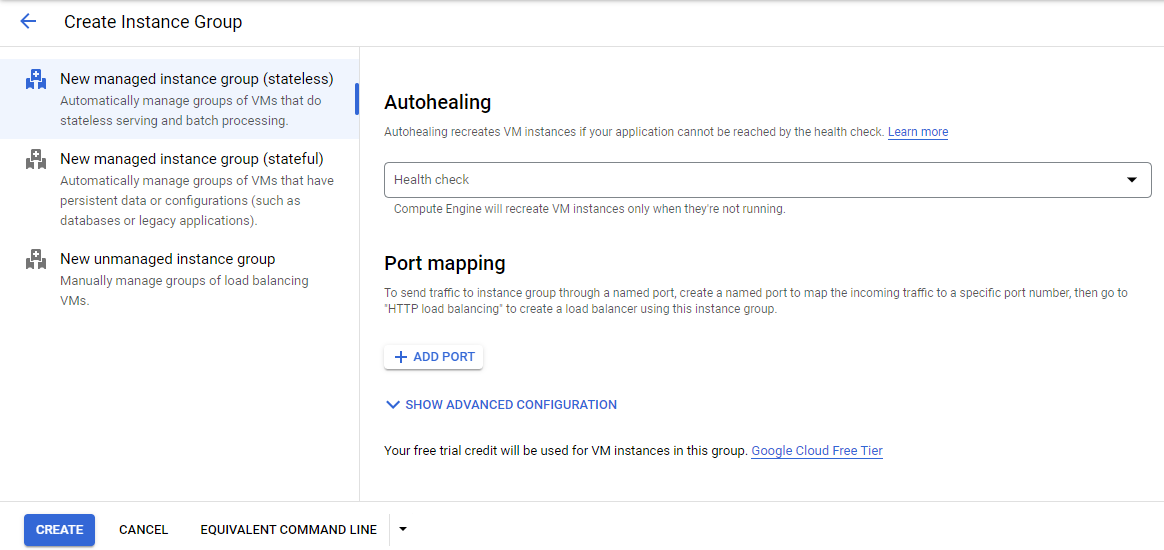 Create Instance Group
New managed instance group (stateless)
Automatically manage groups of VMs that do
stateless serving and batch processing.
New managed instance group (stateful)
Automatically manage groups of VMs that have
persistent data or configurations (such as
databases or legacy applications).
New unmanaged instance group
Manually manage groups of load balancing
VMs.
Autohealing
Autohealing recreates VM instances if your application cannot be reached by the health check. Learn more
Health check
Compute Engine will recreate VM instances only when they're not running.
Port mapping
To send traffic to instance group through a named port, create a named port to map the incoming traffic to a specific port number, then go to
"HTTP load balancing" to create a load balancer using this instance group.
ADD PORT
SHOW ADVANCED CONFIGURATION
Your free trial credit will be used for VM instances in this group. Google Cloud Free Tier
CREATE CANCEL EQUIVALENT COMMAND LINE